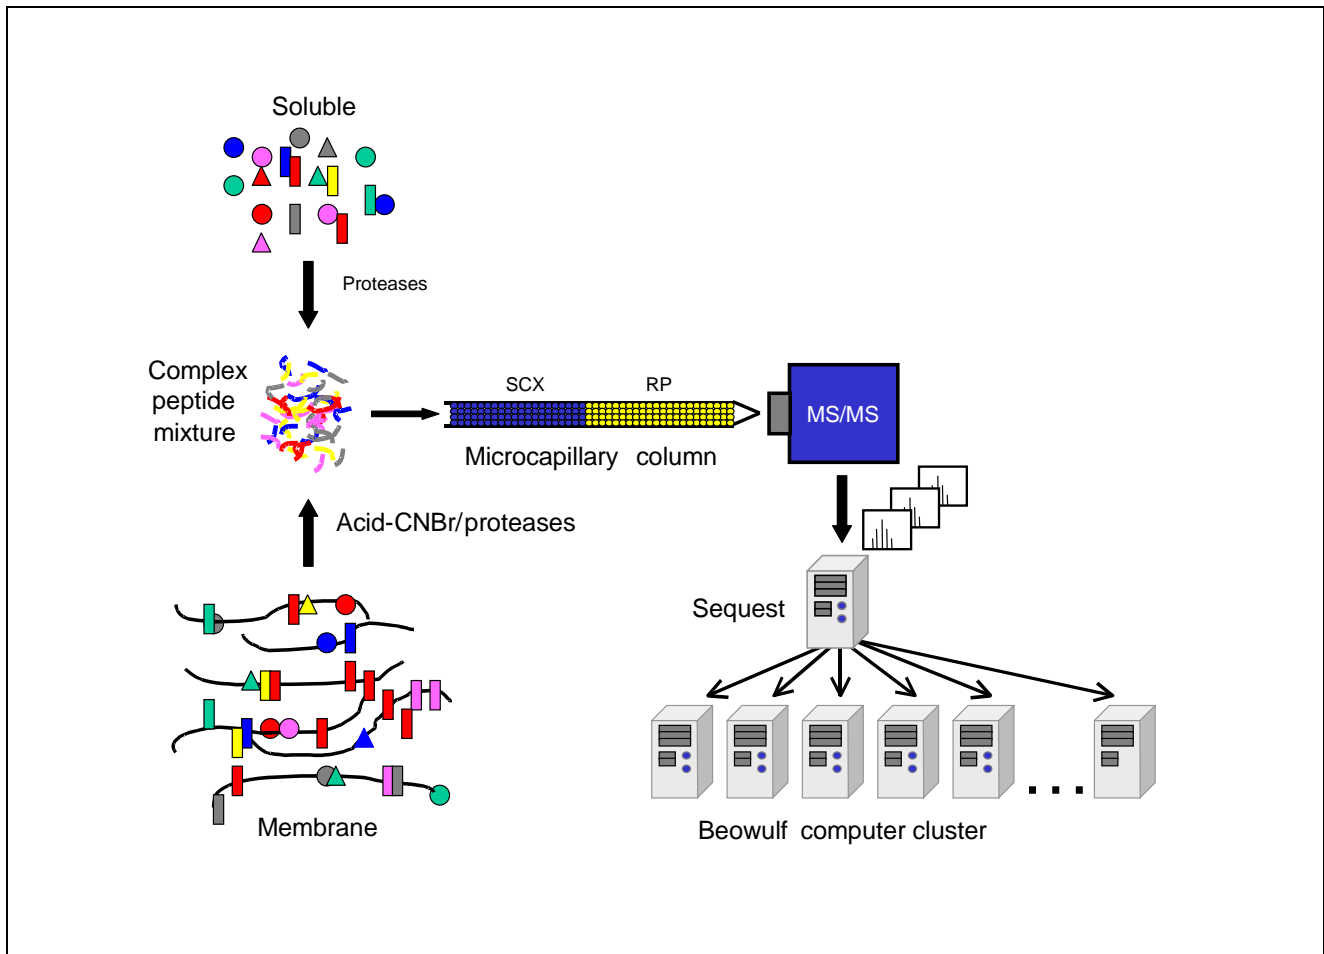 Soluble
Proteases
Complex
peptide
mixture
SCX
RP
MS/MS
Microcapillary column
Acid-CNBr/proteases
Sequest
Membrane
Beowulf computer cluster